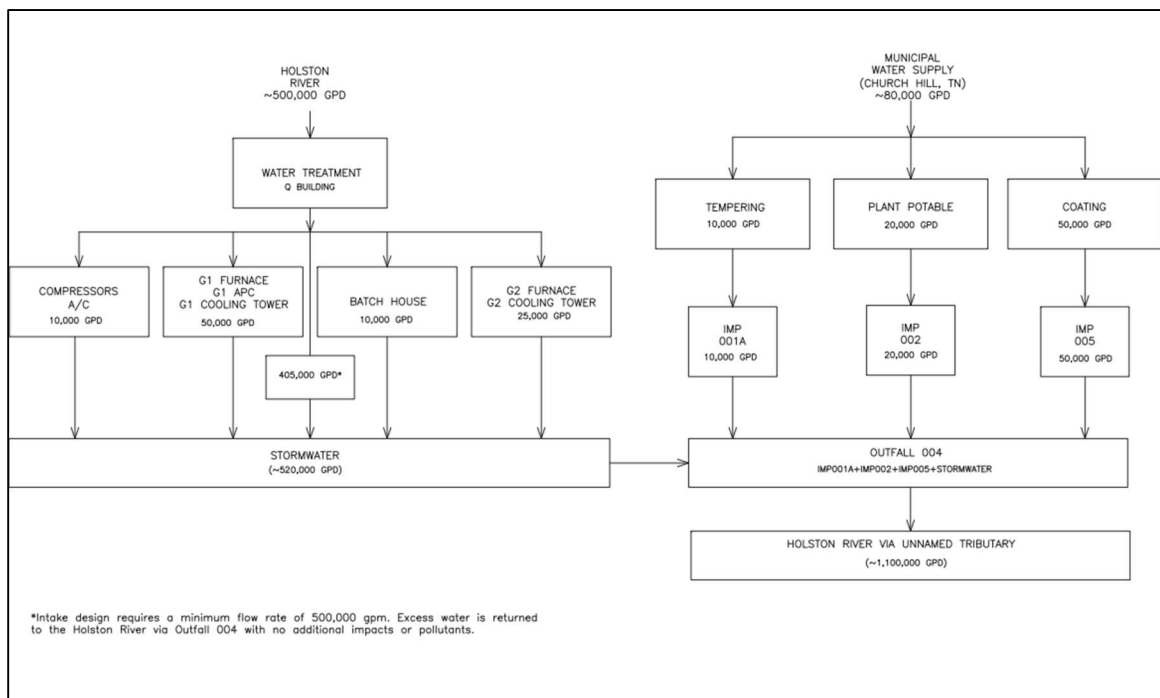 HOLSTON
RIVER
~500,000 GPD
WATER TREATMENT
Q BUILDING
COMPRESSORS
A/C
10,000 GPD
G1 FURNACE
G1 APC
G1 COOLING TOWER
50,000 GPD
405,000 GPD*
BATCH HOUSE
10,000 GPD
G2 FURNACE
G2 COOLING TOWER
25,000 GPD
STORMWATER
(~520,000 GPD)
MUNICIPAL
WATER SUPPLY
(CHURCH HILL, TN)
~80,000 GPD
TEMPERING
10,000 GPD
PLANT POTABLE
20,000 GPD
COATING
50,000 GPD
IMP
001A
10,000 GPD
IMP
002
20,000 GPD
IMP
005
50,000 GPD
OUTFALL 004
IMP001A+IMP002+IMP005+STORMWATER
HOLSTON RIVER VIA UNNAMED TRIBUTARY
(~1,100,000 GPD)
*Intake design requires a minimum flow rate of 500,000 gpm. Excess water is returned
to the Holston River via Outfall 004 with no additional impacts or pollutants.